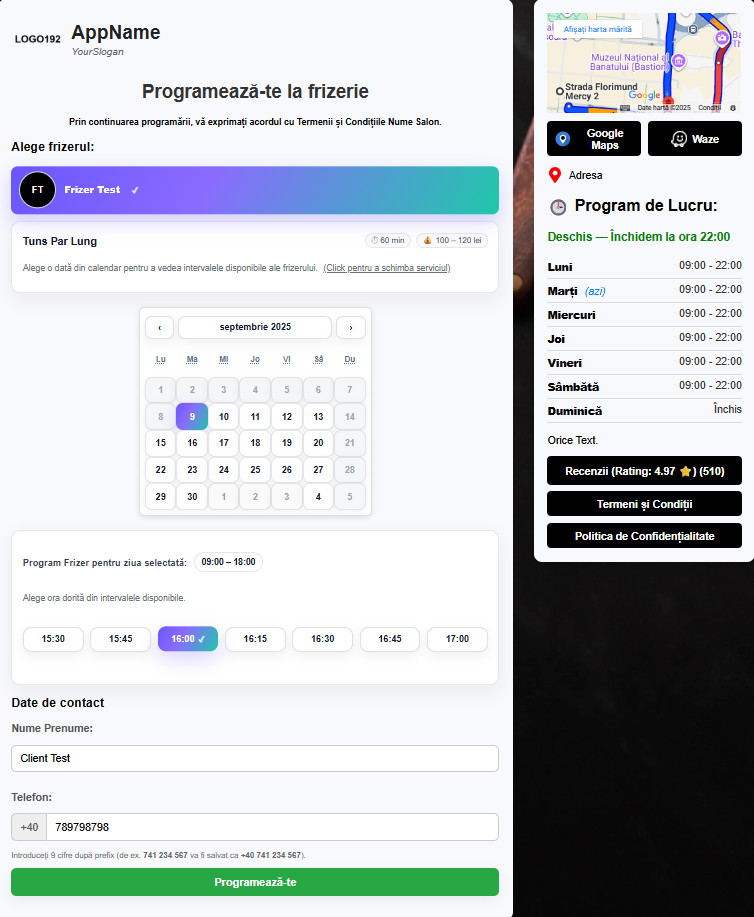 LOGO192
AppName
YourSlogan
Programează-te la frizerie
Prin continuarea programării, vă exprimați acordul cu Termenii și Condițiile Nume Salon.
Alege frizerul:
FT
Frizer Test ✓
Tuns Par Lung
60 min
100 – 120 lei
Alege o dată din calendar pentru a vedea intervalele disponibile ale frizerului. (Click pentru a schimba serviciul)
‹ septembrie 2025 ›
Lu Ma Mi Jo Vi Sâ Du
1 2 3 4 5 6 7
8 9 10 11 12 13 14
15 16 17 18 19 20 21
22 23 24 25 26 27 28
29 30 1 2 3 4 5
Program Frizer pentru ziua selectată: 09:00 – 18:00
Alege ora dorită din intervalele disponibile.
15:30 15:45 16:00 ✓ 16:15 16:30 16:45 17:00
Date de contact
Nume Prenume:
Client Test
Telefon:
+40 789798798
Introduceți 9 cifre după prefix (de ex. 741 234 567 va fi salvat ca +40 741 234 567).
Programează-te
Afișați harta mărită
Muzeul Național al
Banatului (Bastion)
Strada Florimund
Mercy 2
Google
Date hartă ©2025 Condiții
Google Maps
Waze
Adresa
Program de Lucru:
Deschis — Închidem la ora 22:00
Luni 09:00 - 22:00
Marți (azi) 09:00 - 22:00
Miercuri 09:00 - 22:00
Joi 09:00 - 22:00
Vineri 09:00 - 22:00
Sâmbătă 09:00 - 22:00
Duminică Închis
Orice Text.
Recenzii (Rating: 4.97 ⭐) (510)
Termeni și Condiții
Politica de Confidențialitate